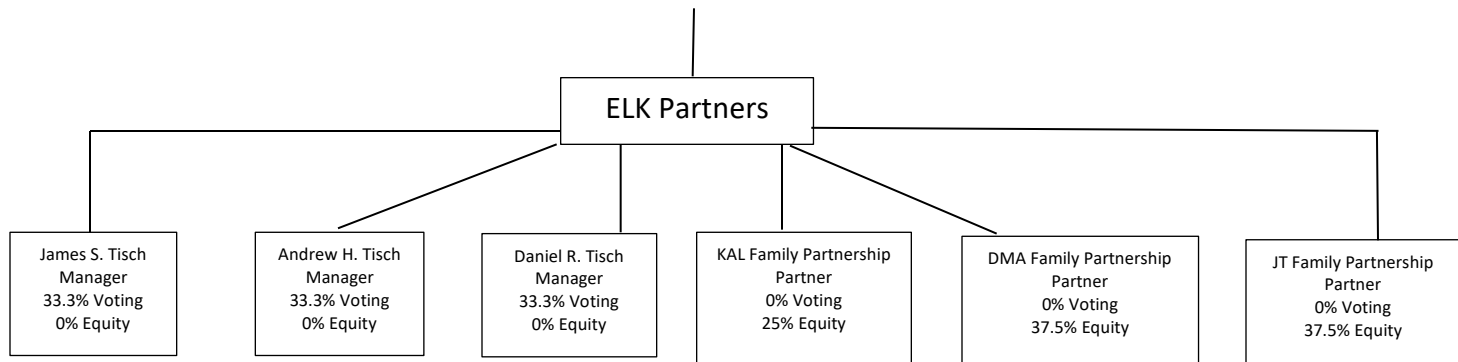 ELK Partners
James S. Tisch
Manager
33.3% Voting
0% Equity
Andrew H. Tisch
Manager
33.3% Voting
0% Equity
Daniel R. Tisch
Manager
33.3% Voting
0% Equity
KAL Family Partnership
Partner
0% Voting
25% Equity
DMA Family Partnership
Partner
0% Voting
37.5% Equity
JT Family Partnership
Partner
0% Voting
37.5% Equity